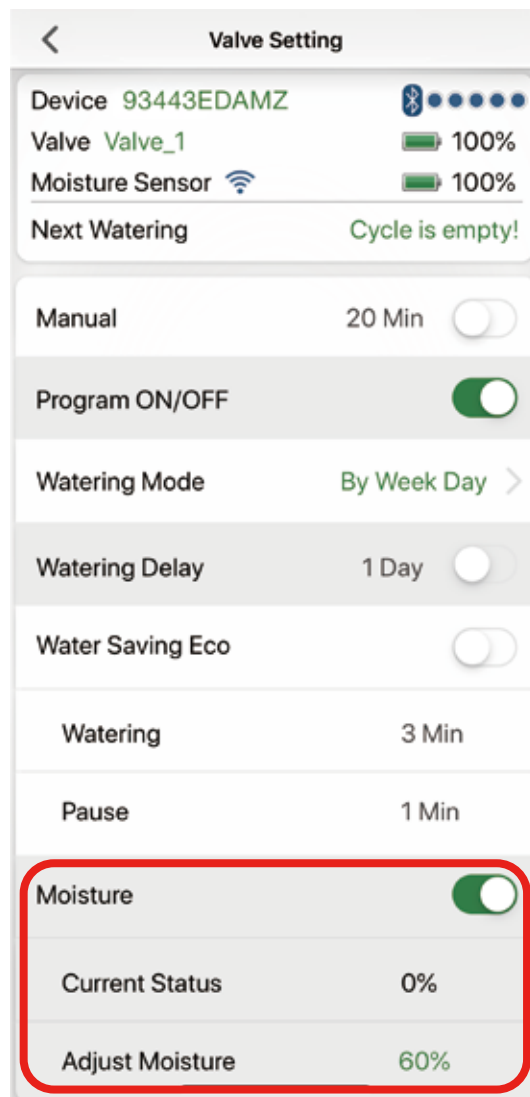 Valve Setting
Device 93443EDAMZ
Valve Valve_1 100%
Moisture Sensor 100%
Next Watering Cycle is empty!
Manual 20 Min
Program ON/OFF
Watering Mode By Week Day
Watering Delay 1 Day
Water Saving Eco
Watering 3 Min
Pause 1 Min
Moisture
Current Status 0%
Adjust Moisture 60%